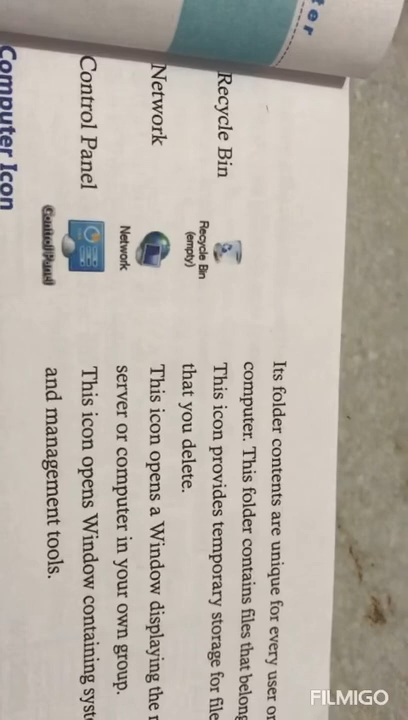 ter
Its folder contents are unique for every user on
computer. This folder contains files that belong
Recycle Bin
Recycle Bin
(empty)
This icon provides temporary storage for file
that you delete.
Network
Network
This icon opens a Window displaying the
server or computer in your own group.
Control Panel
Control Panel
This icon opens Window containing syst
and management tools.
Computer Icon
FILMIGO